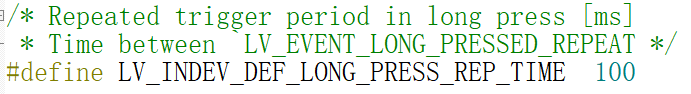 /* Repeated trigger period in long press [ms]
 * Time between `LV_EVENT_LONG_PRESSED_REPEAT */
#define LV_INDEV_DEF_LONG_PRESS_REP_TIME  100